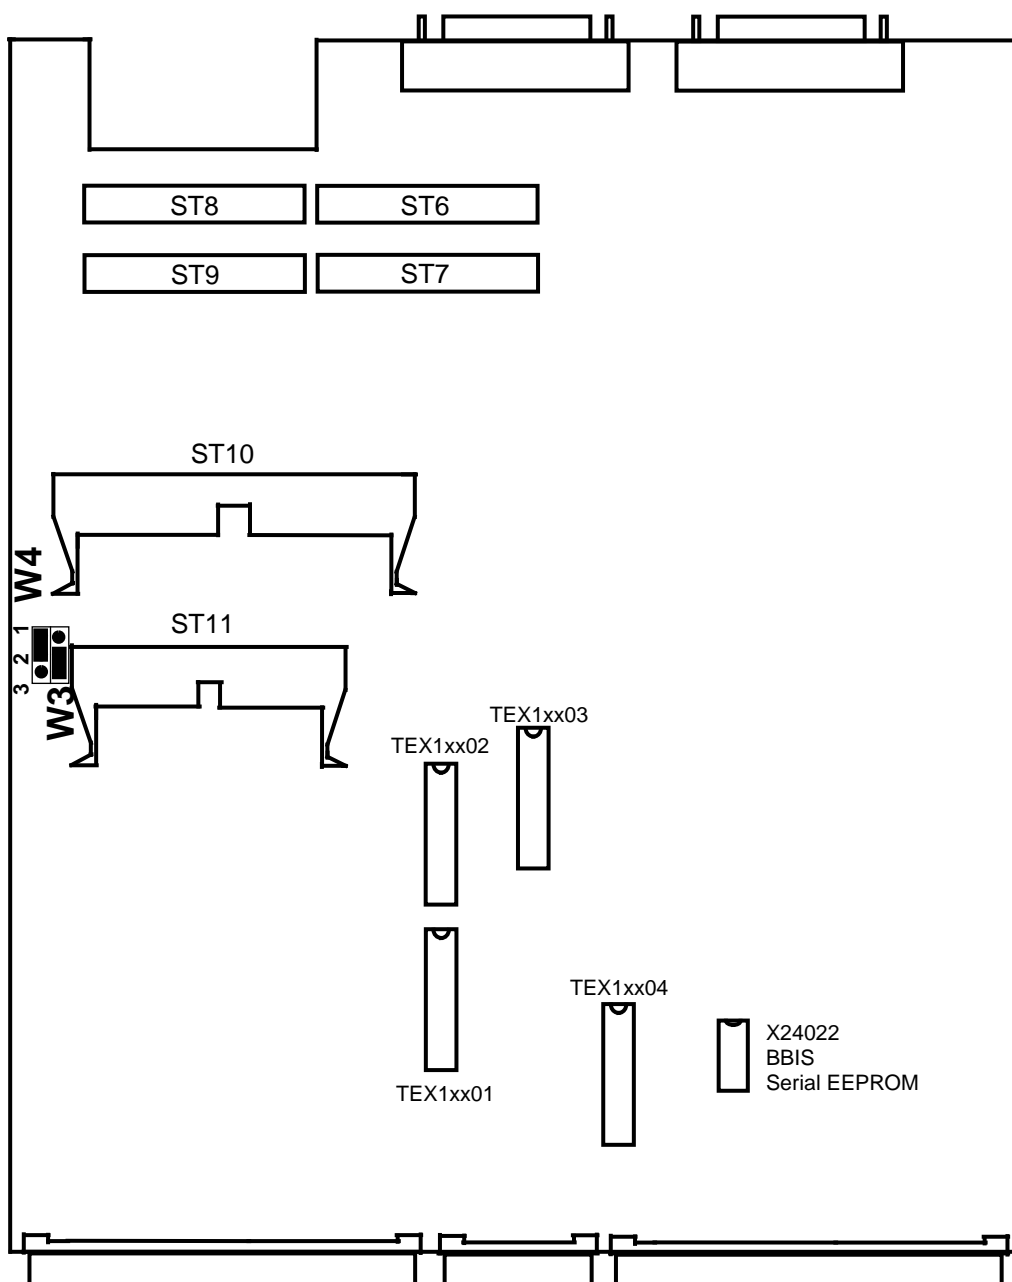 ST8
ST6
ST9
ST7
ST10
W4
1
2
3
ST11
W3
TEX1xx03
TEX1xx02
TEX1xx04
TEX1xx01
X24022
BBIS
Serial EEPROM